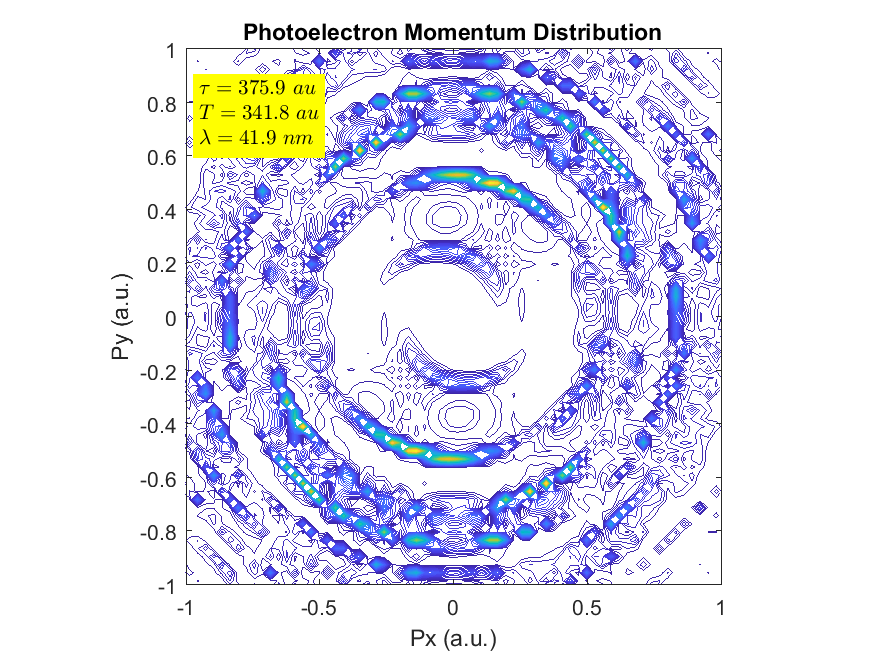 Photoelectron Momentum Distribution
τ = 375.9 au
T = 341.8 au
λ = 41.9 nm
1
0.8
0.6
0.4
0.2
0
-0.2
-0.4
-0.6
-0.8
-1
Py (a.u.)
-1 -0.5 0 0.5 1
Px (a.u.)